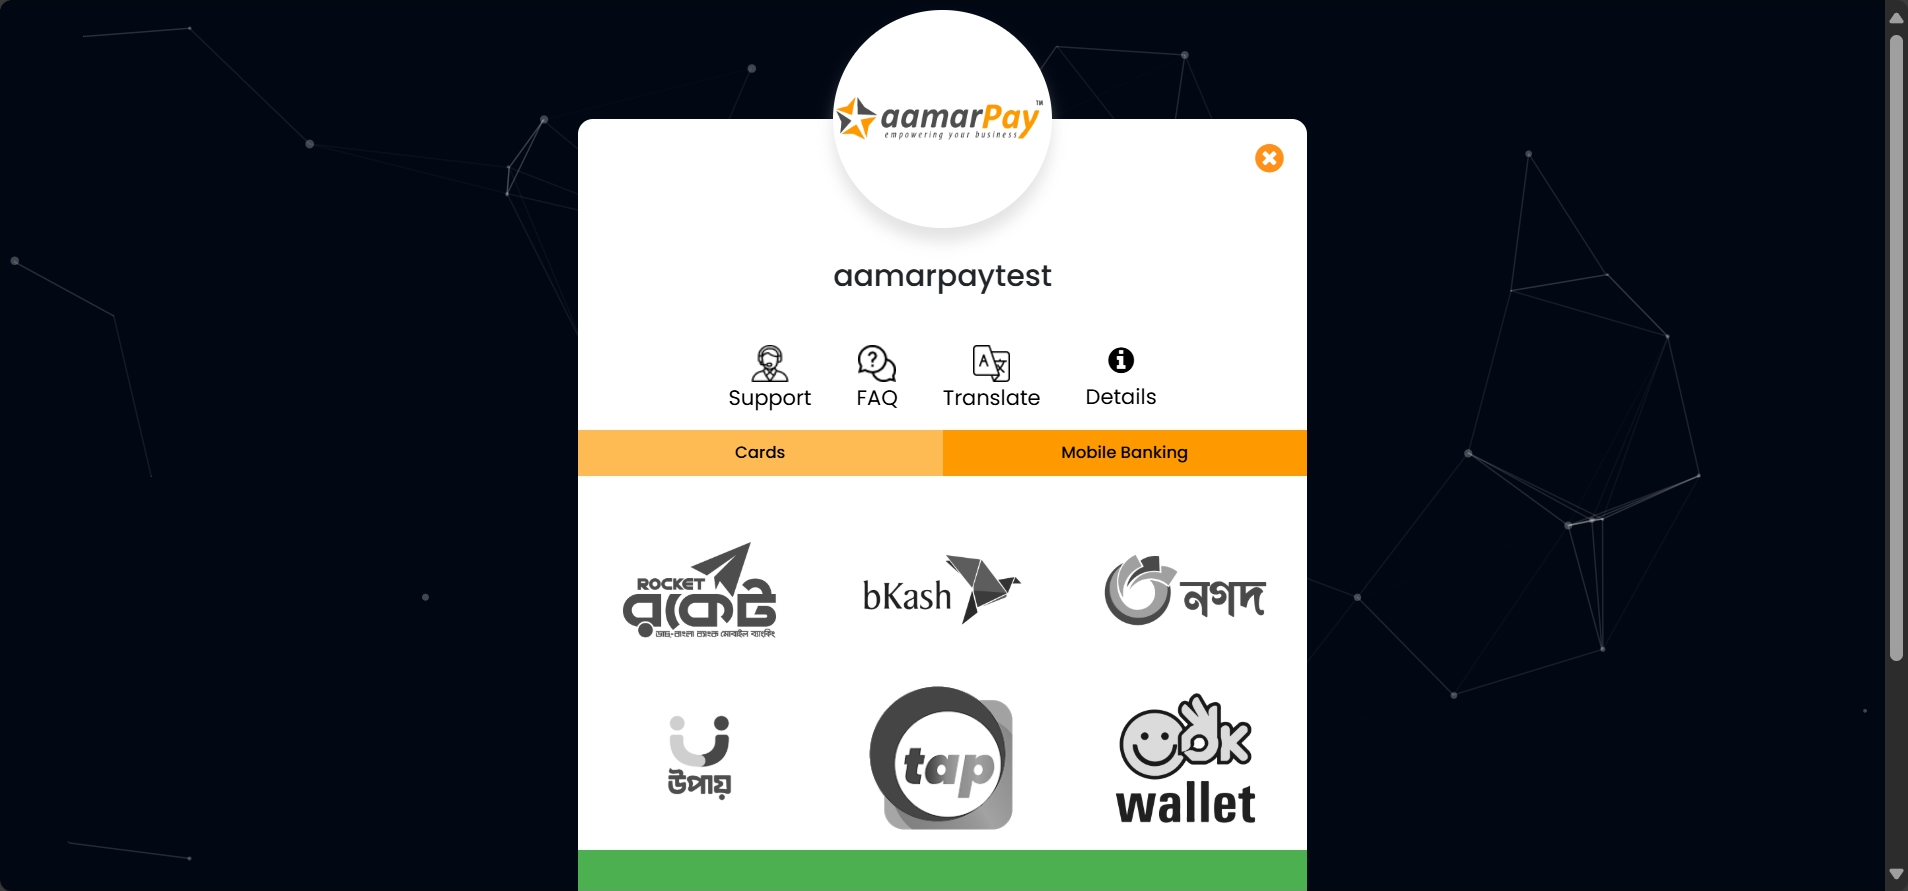 aamarPay™
empowering your business
aamarpaytest
Support
FAQ
Translate
Details
Cards
Mobile Banking
ROCKET
রকেট
ডাচ্-বাংলা ব্যাংক মোবাইল ব্যাংকিং
bKash
নগদ
উপায়
tap
OK
wallet